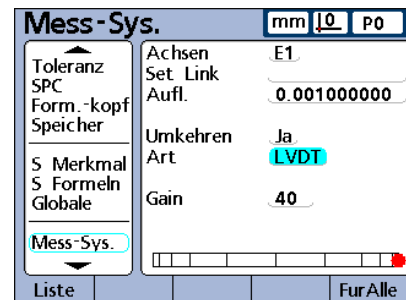 Mess-Sys.
mm
0
P0
Toleranz
SPC
Form.-kopf
Speicher
S Merkmal
S Formeln
Globale
Mess-Sys.
Achsen E1
Set Link
Aufl. 0.001000000
Umkehren Ja
Art LVDT
Gain 40
Liste
FurAlle